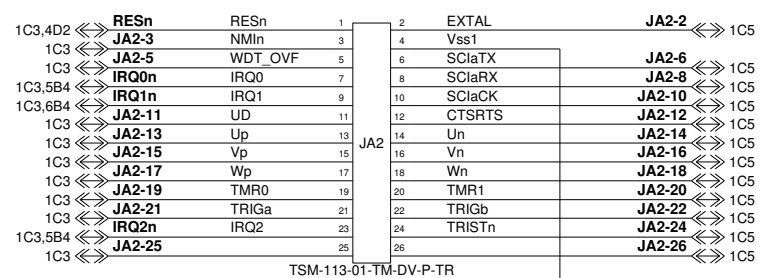 RESn RESn 1 2 EXTAL JA2-2
1C3,4D2 1C5
JA2-3 NMIn 3 4 Vss1
1C3
JA2-5 WDT_OVF 5 6 SCIaTX JA2-6
1C3 1C5
IRQ0n IRQ0 7 8 SCIaRX JA2-8
1C3,5B4 1C5
IRQ1n IRQ1 9 10 SCIaCK JA2-10
1C3,6B4 1C5
JA2-11 UD 11 12 CTSRTS JA2-12
1C3 1C5
JA2-13 Up 13 JA2 14 Un JA2-14
1C3 1C5
JA2-15 Vp 15 16 Vn JA2-16
1C3 1C5
JA2-17 Wp 17 18 Wn JA2-18
1C3 1C5
JA2-19 TMR0 19 20 TMR1 JA2-20
1C3 1C5
JA2-21 TRIGa 21 22 TRIGb JA2-22
1C3 1C5
IRQ2n IRQ2 23 24 TRISTn JA2-24
1C3,5B4 1C5
JA2-25 25 26 JA2-26
1C3 1C5
TSM-113-01-TM-DV-P-TR